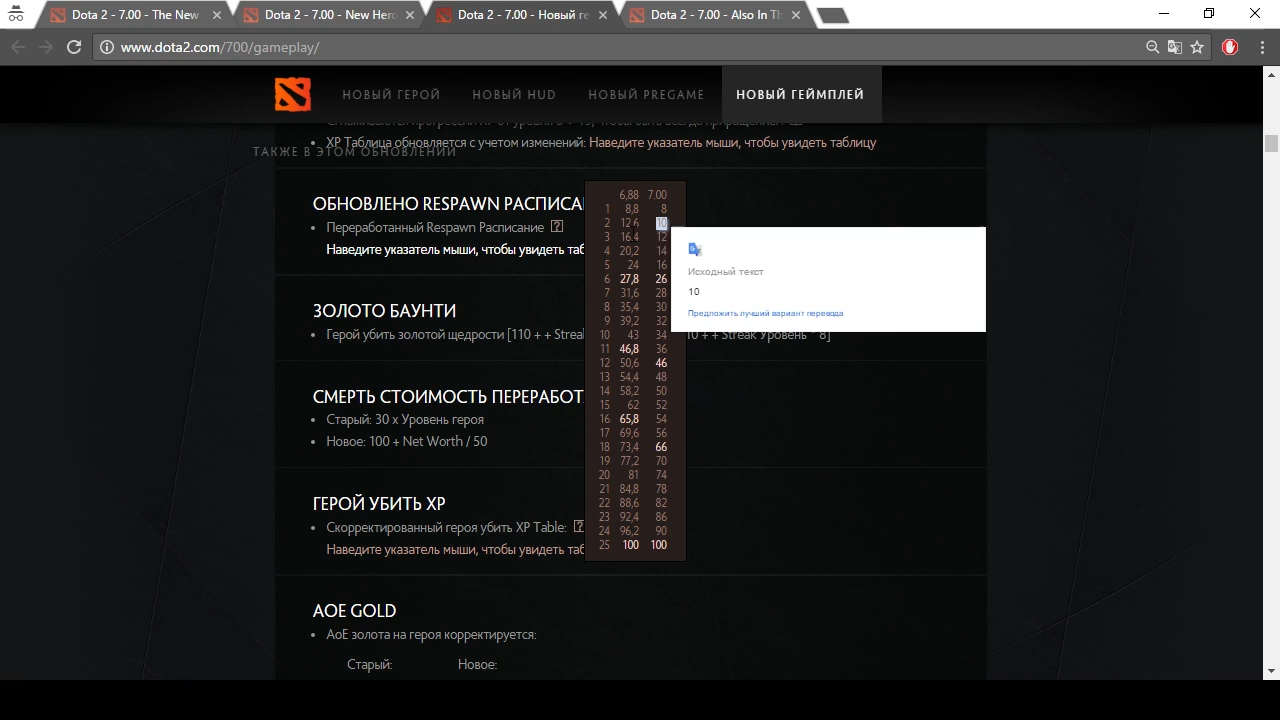 Dota 2 - 7.00 - The New
Dota 2 - 7.00 - New Hero
Dota 2 - 7.00 - Новый ге
Dota 2 - 7.00 - Also In Th
www.dota2.com/700/gameplay/
НОВЫЙ ГЕРОЙ
НОВЫЙ HUD
НОВЫЙ PREGAME
НОВЫЙ ГЕЙМПЛЕЙ
XP Таблица обновляется с учетом изменений: Наведите указатель мыши, чтобы увидеть таблицу
ТАКЖЕ В ЭТОМ ОБНОВЛЕНИИ
ОБНОВЛЕНО RESPAWN РАСПИСА
Переработанный Respawn Расписание
Наведите указатель мыши, чтобы увидеть таб
6,88 7.00
1 8,8 8
2 12,6 10
3 16,4 12
4 20,2 14
5 24 16
6 27,8 26
7 31,6 28
8 35,4 30
9 39,2 32
10 43 34
11 46,8 36
12 50,6 46
13 54,4 48
14 58,2 50
15 62 52
16 65,8 54
17 69,6 56
18 73,4 66
19 77,2 70
20 81 74
21 84,8 78
22 88,6 82
23 92,4 86
24 96,2 90
25 100 100
Исходный текст
10
Предложить лучший вариант перевода
ЗОЛОТО БАУНТИ
Герой убить золотой щедрости [110 + + Streak
10 + + Streak Уровень * 8]
СМЕРТЬ СТОИМОСТЬ ПЕРЕРАБОТ
Старый: 30 x Уровень героя
Новое: 100 + Net Worth / 50
ГЕРОЙ УБИТЬ XP
Скорректированный героя убить XP Table:
Наведите указатель мыши, чтобы увидеть таб
AOE GOLD
AoE золота на героя корректируется:
Старый: Новое: